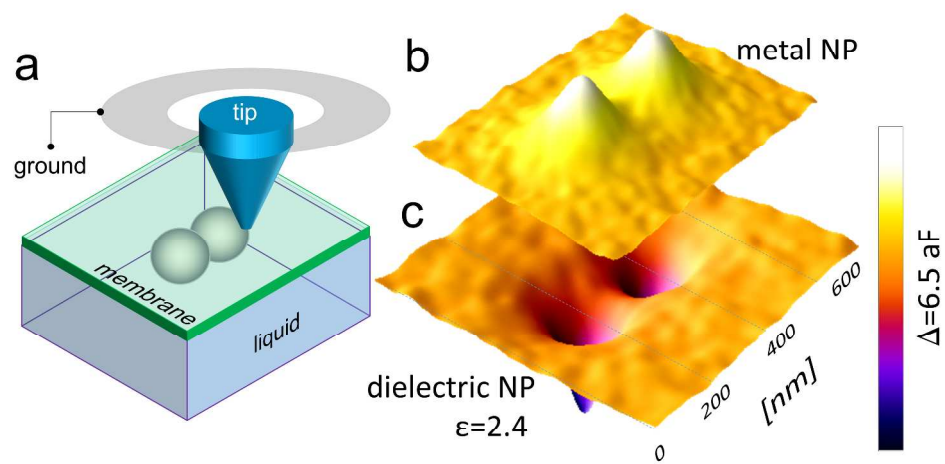 a
tip
ground
membrane
liquid
b
metal NP
c
dielectric NP
ε=2.4
0
200
400
600
[nm]
Δ=6.5 aF